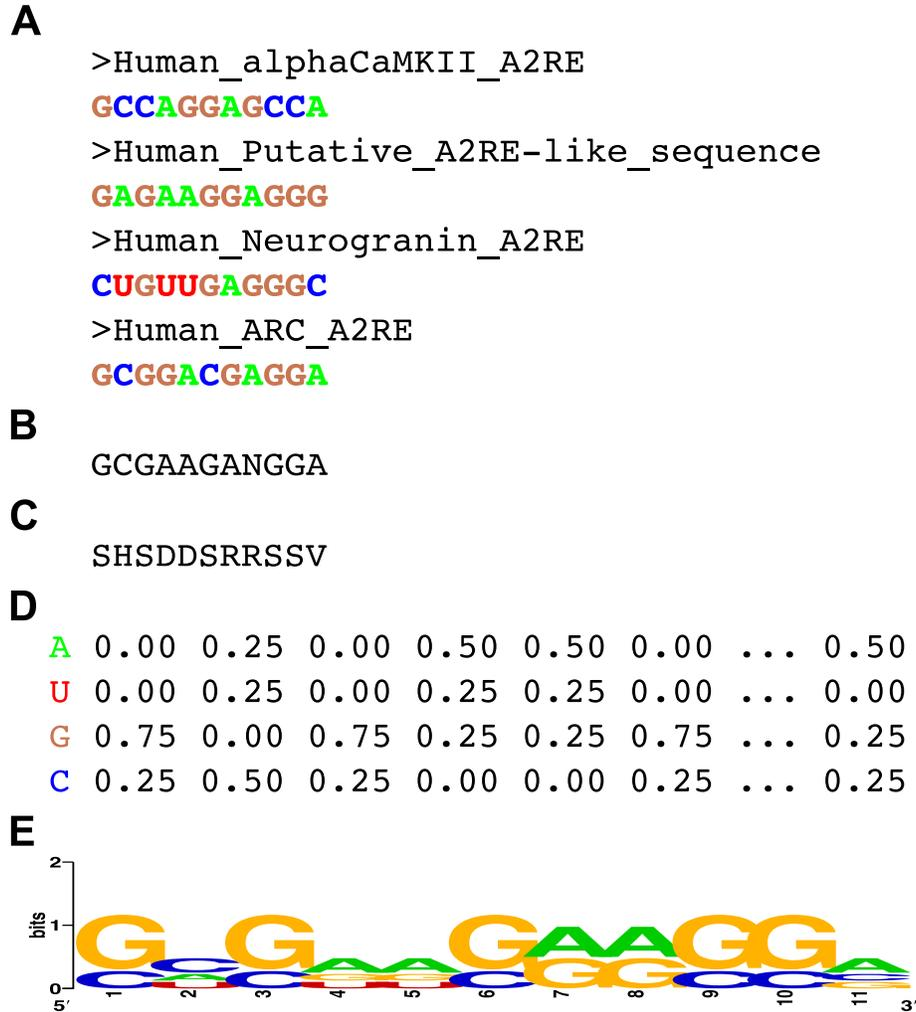 A
>Human_alphaCaMKII_A2RE
GCCAGGAGCCA
>Human_Putative_A2RE-like_sequence
GAGAAGGAGGG
>Human_Neurogranin_A2RE
CUGUUGAGGGC
>Human_ARC_A2RE
GCGGACGAGGA
B
GCGAAGANGGA
C
SHSDDSRRSSV
D
A 0.00 0.25 0.00 0.50 0.50 0.00 ... 0.50
U 0.00 0.25 0.00 0.25 0.25 0.00 ... 0.00
G 0.75 0.00 0.75 0.25 0.25 0.75 ... 0.25
C 0.25 0.50 0.25 0.00 0.00 0.25 ... 0.25
E
2
1
0
bits
GCGAAGAAGGA
CACGGCGGCCC
UUUG
5′ 1 2 3 4 5 6 7 8 9 10 11 3′